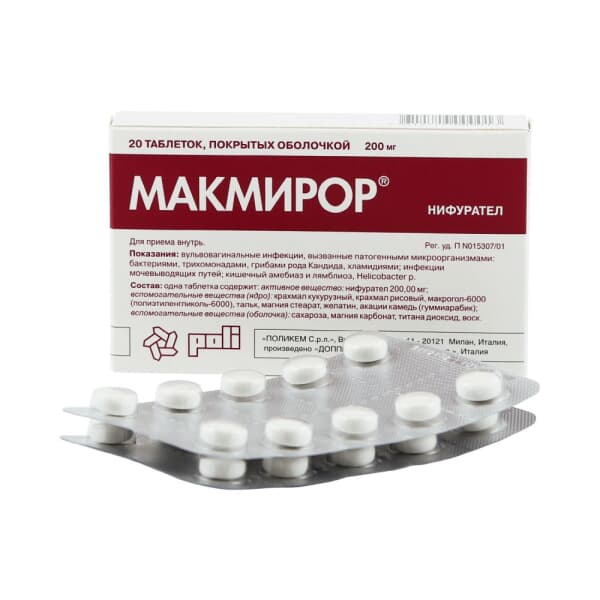 20 ТАБЛЕТОК, ПОКРЫТЫХ ОБОЛОЧКОЙ 200 мг
МАКМИРОР®
НИФУРАТЕЛ
Для приема внутрь.
Рег. уд. П N015307/01
Показания: вульвовагинальные инфекции, вызванные патогенными микроорганизмами:
бактериями, трихомонадами, грибами рода Кандида, хламидиями; инфекции
мочевыводящих путей; кишечный амебиаз и лямблиоз, Helicobacter p.
Состав: одна таблетка содержит: активное вещество: нифурател 200,00 мг;
вспомогательные вещества (ядро): крахмал кукурузный, крахмал рисовый, макрогол-6000
(полиэтиленгликоль-6000), тальк, магния стеарат, желатин, акации камедь (гуммиарабик);
вспомогательные вещества (оболочка): сахароза, магния карбонат, титана диоксид, воск.
poli
«ПОЛИКЕМ С.р.л.», 11 - 20121 Милан, Италия,
произведено Италия